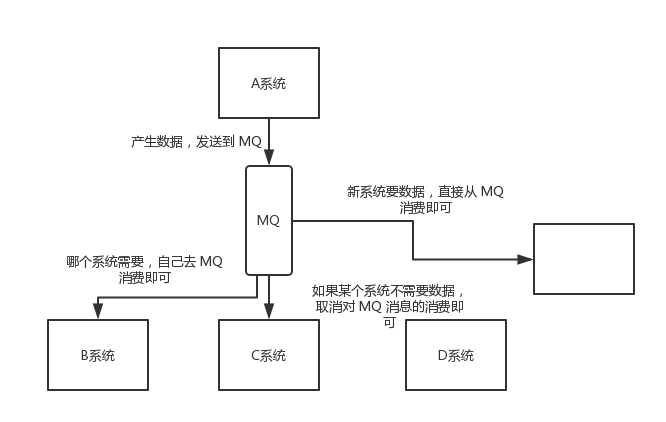 A系统
产生数据，发送到 MQ
MQ
新系统要数据，直接从 MQ
消费即可
哪个系统需要，自己去 MQ
消费即可
如果某个系统不需要数据，
取消对 MQ 消息的消费即
可
B系统
C系统
D系统